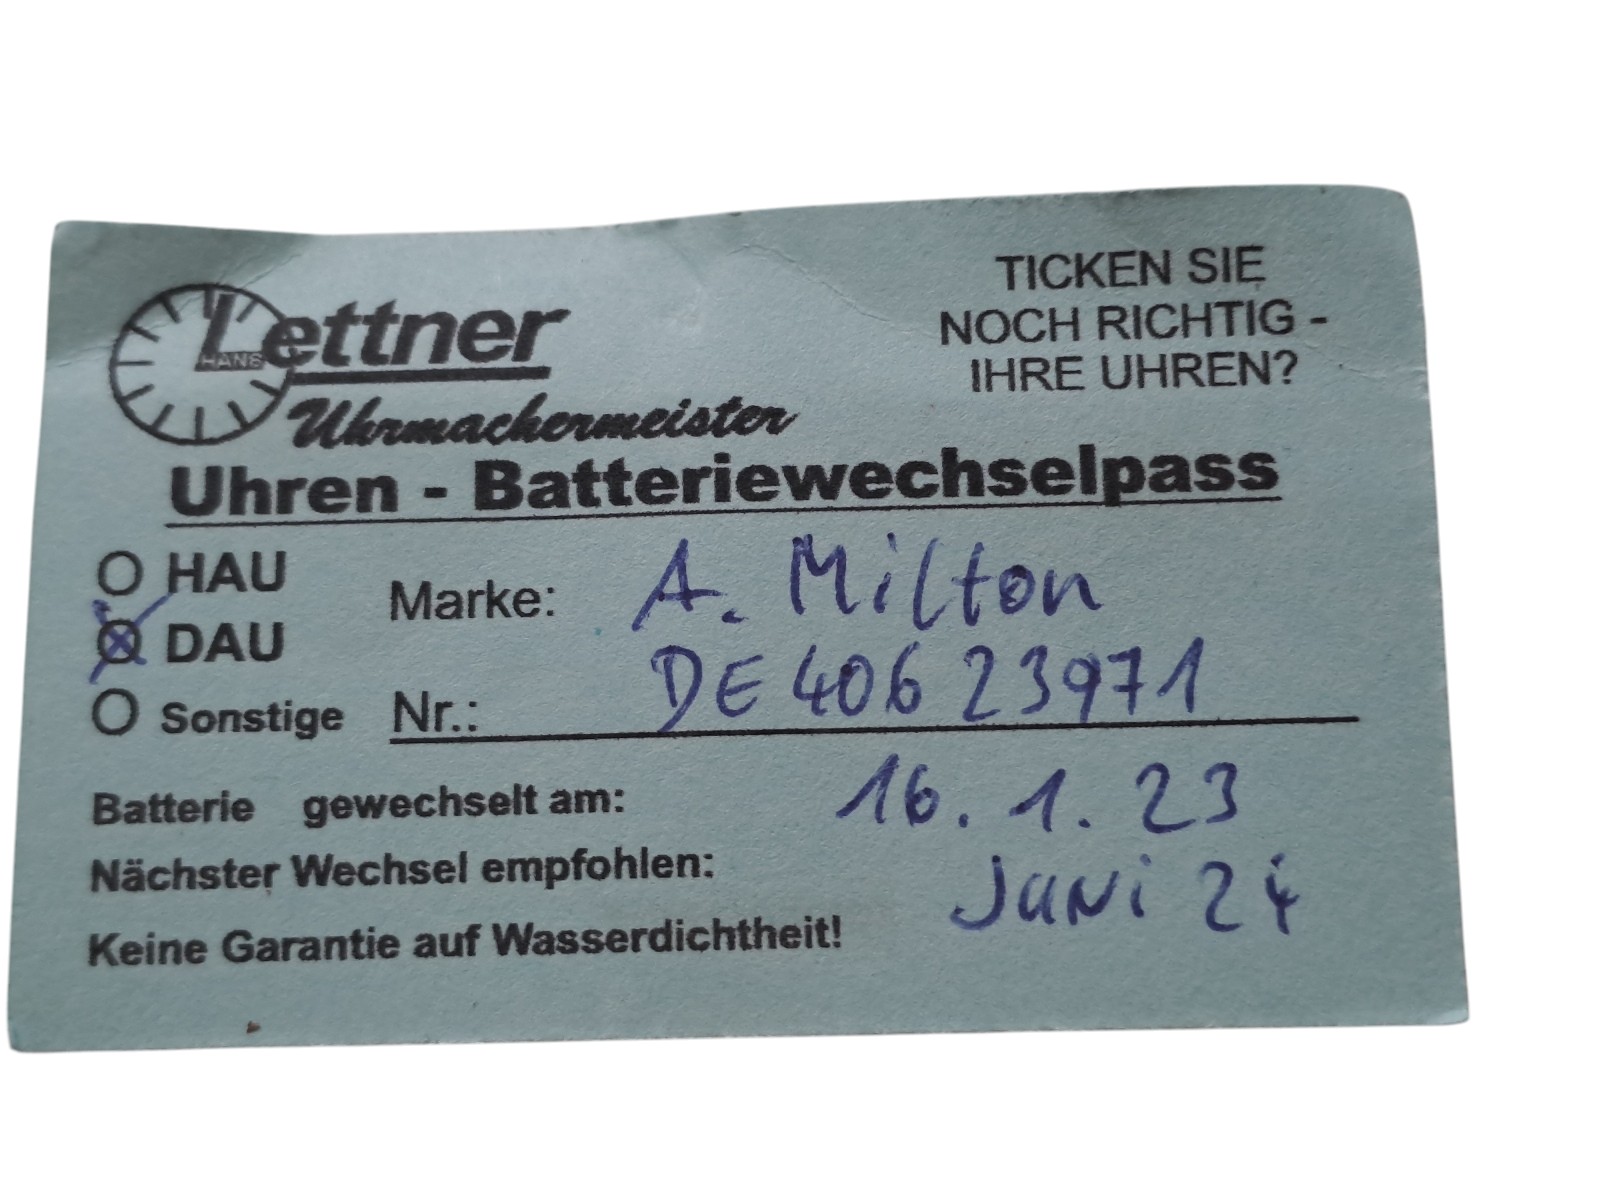 Lettner
HANS
Uhrmachermeister
TICKEN SIE
NOCH RICHTIG -
IHRE UHREN?
Uhren - Batteriewechselpass
HAU
DAU
Sonstige
Marke: A. Milton
Nr.: DE 406 23971
Batterie gewechselt am: 16. 1. 23
Nächster Wechsel empfohlen: Juni 24
Keine Garantie auf Wasserdichtheit!